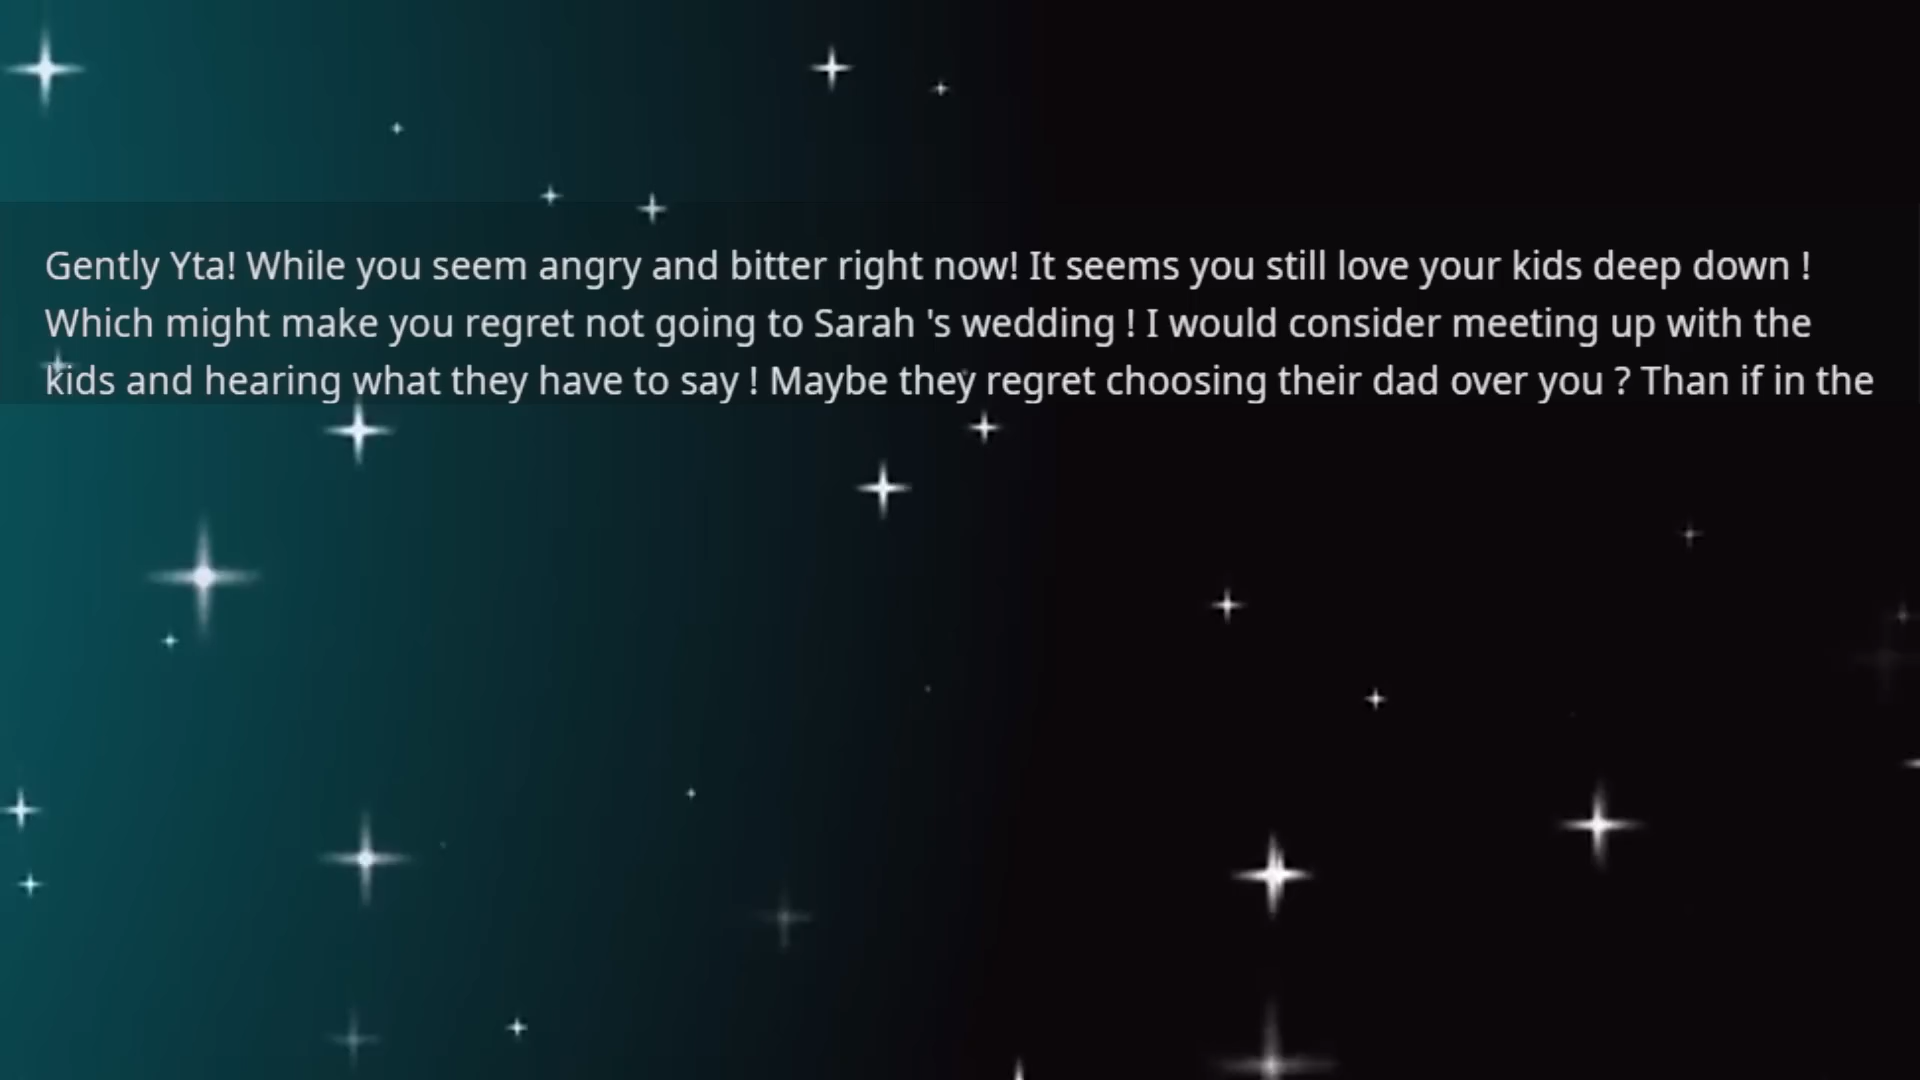 Gently Yta! While you seem angry and bitter right now! It seems you still love your kids deep down !
Which might make you regret not going to Sarah 's wedding ! I would consider meeting up with the
kids and hearing what they have to say ! Maybe they regret choosing their dad over you ? Than if in the